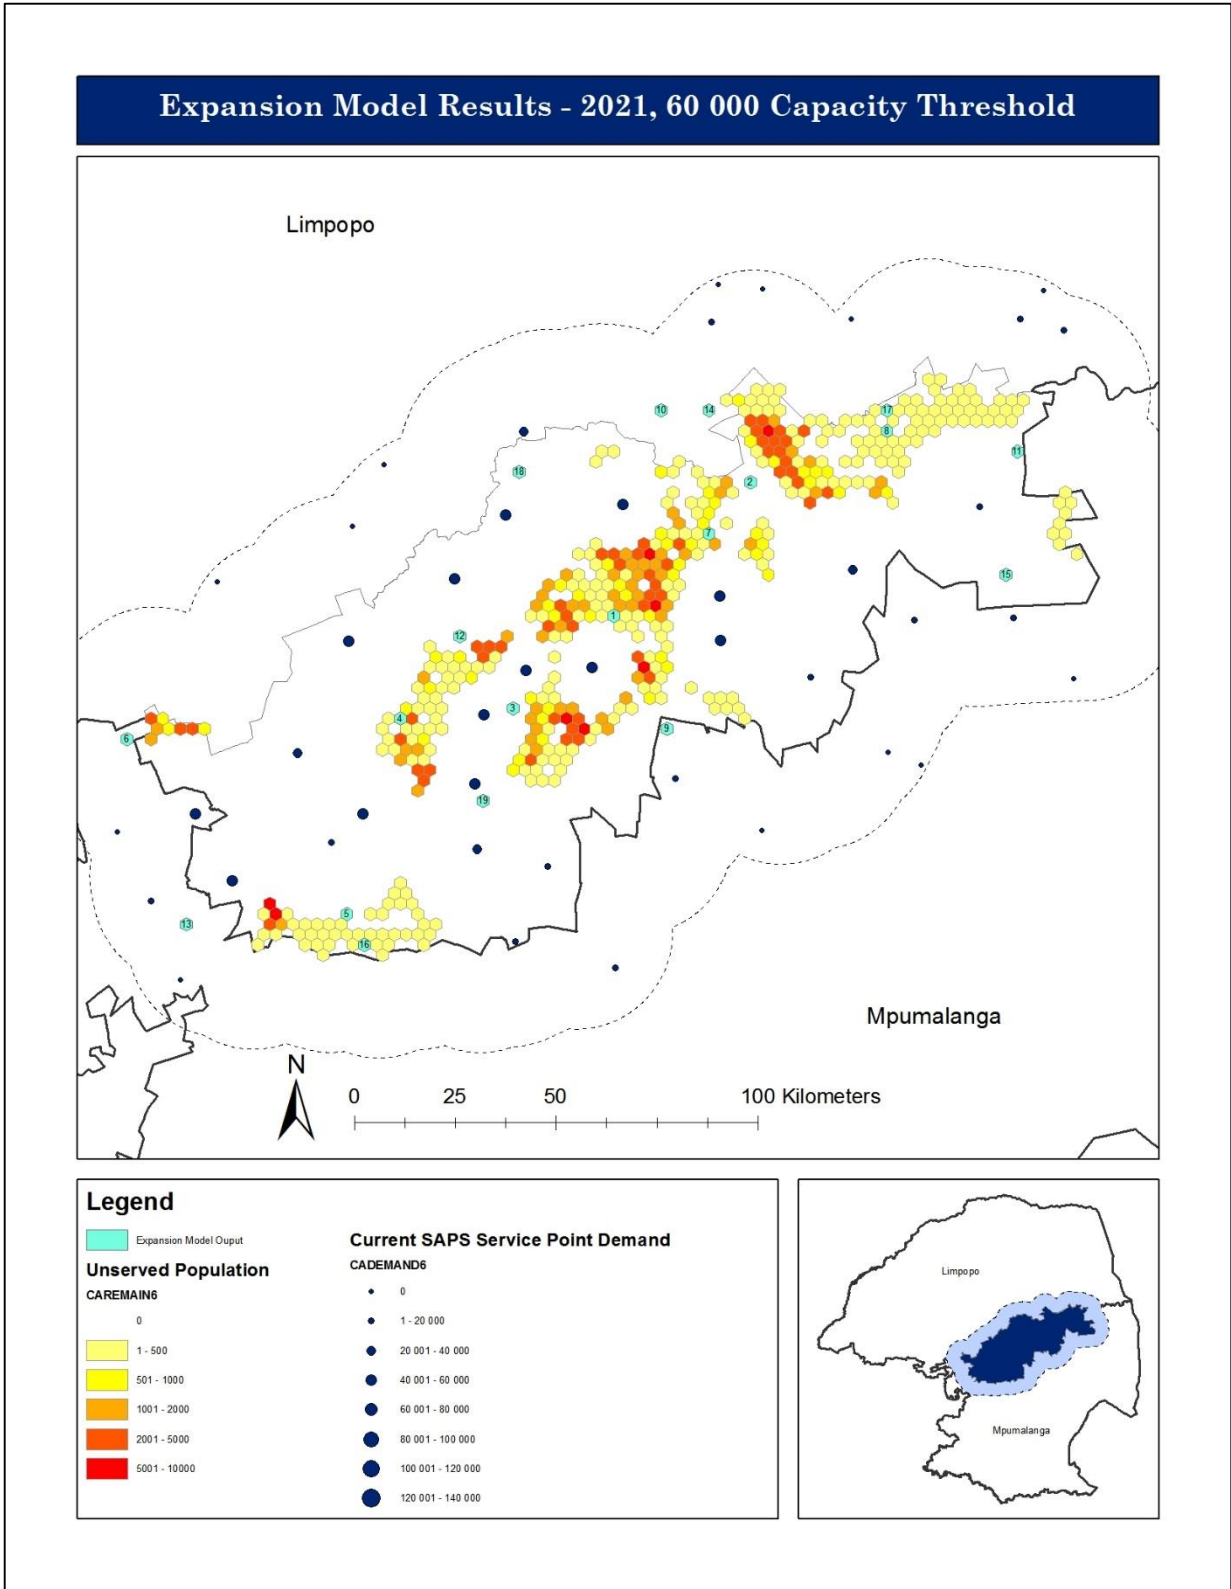 Expansion Model Results - 2021, 60 000 Capacity Threshold
Limpopo
10
14
17
8
11
18
2
7
15
1
12
3
4
9
6
19
5
13
16
Mpumalanga
N
0 25 50 100 Kilometers
Legend
Expansion Model Ouput
Unserved Population
CAREMAIN6
0
1 - 500
501 - 1000
1001 - 2000
2001 - 5000
5001 - 10000
Current SAPS Service Point Demand
CADEMAND6
0
1 - 20 000
20 001 - 40 000
40 001 - 60 000
60 001 - 80 000
80 001 - 100 000
100 001 - 120 000
120 001 - 140 000
Limpopo
Mpumalanga